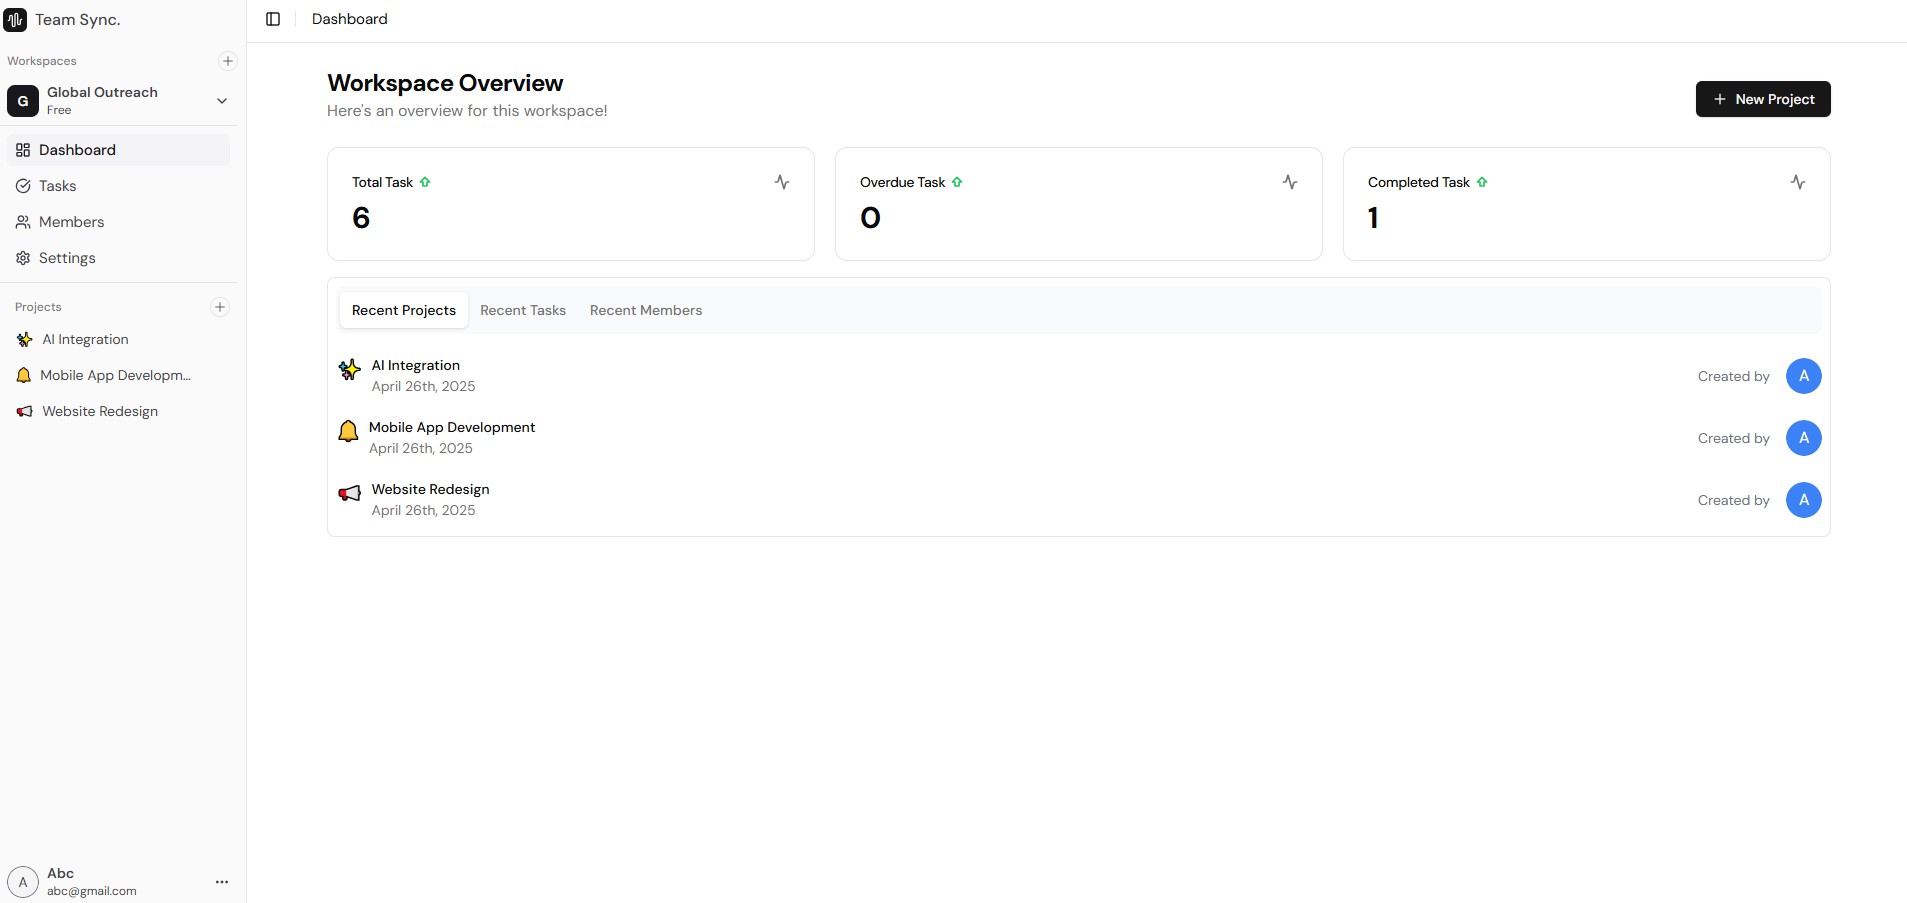 Team Sync.
Workspaces
G
Global Outreach
Free
Dashboard
Tasks
Members
Settings
Projects
AI Integration
Mobile App Developm...
Website Redesign
A
Abc
abc@gmail.com
Dashboard
Workspace Overview
Here's an overview for this workspace!
New Project
Total Task
6
Overdue Task
0
Completed Task
1
Recent Projects Recent Tasks Recent Members
AI Integration
April 26th, 2025
Created by A
Mobile App Development
April 26th, 2025
Created by A
Website Redesign
April 26th, 2025
Created by A